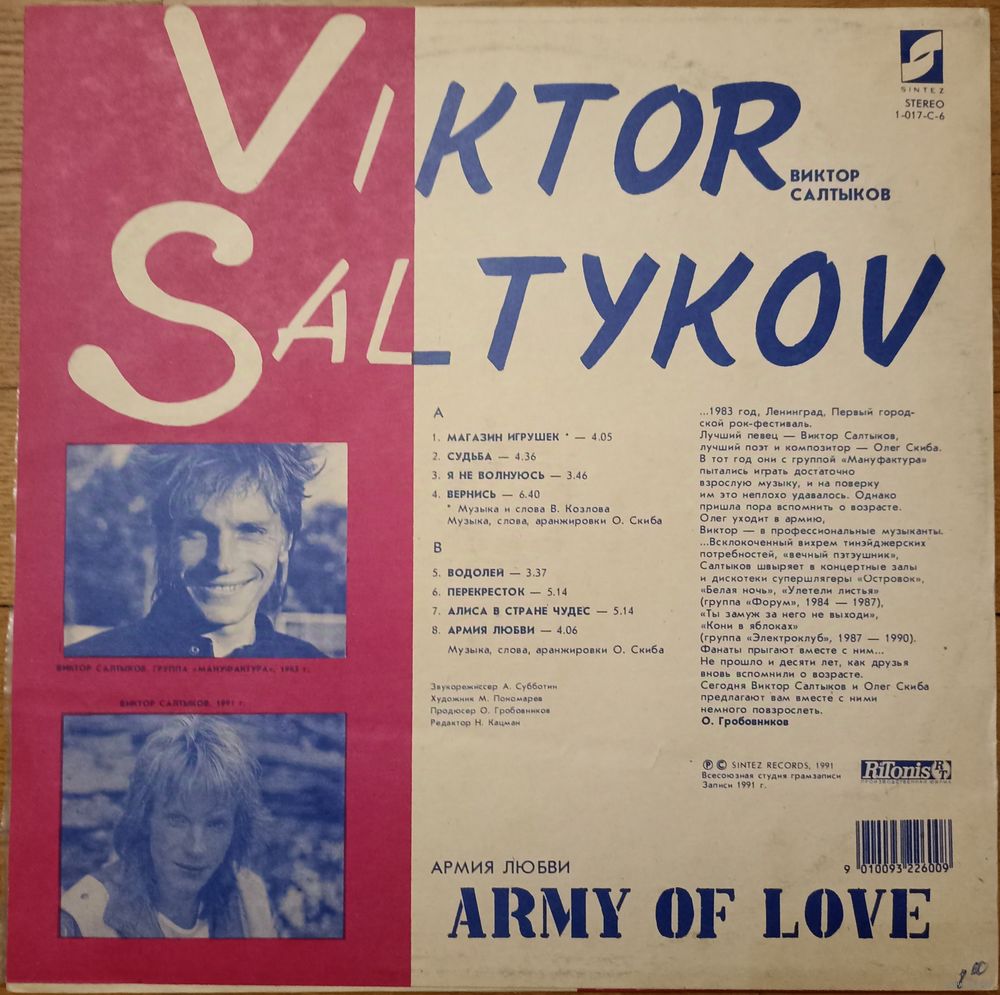 VIKTOR
SALTYKOV
ВИКТОР
САЛТЫКОВ
SINTEZ
STEREO
1-017-C-6
A
1. МАГАЗИН ИГРУШЕК * — 4.05
2. СУДЬБА — 4.36
3. Я НЕ ВОЛНУЮСЬ — 3.46
4. ВЕРНИСЬ — 6.40
* Музыка и слова В. Козлова
Музыка, слова, аранжировки О. Скиба
B
5. ВОДОЛЕЙ — 3.37
6. ПЕРЕКРЕСТОК — 5.14
7. АЛИСА В СТРАНЕ ЧУДЕС — 5.14
8. АРМИЯ ЛЮБВИ — 4.06
Музыка, слова, аранжировки О. Скиба
Звукорежиссер А. Субботин
Художник М. Пономарев
Продюсер О. Гробовников
Редактор Н. Кацман
...1983 год, Ленинград, Первый город-
ской рок-фестиваль.
Лучший певец — Виктор Салтыков,
лучший поэт и композитор — Олег Скиба.
В тот год они с группой «Мануфактура»
пытались играть достаточно
взрослую музыку, и на поверку
им это неплохо удавалось. Однако
пришла пора вспомнить о возрасте.
Олег уходит в армию,
Виктор — в профессиональные музыканты.
...Всклокоченный вихрем тинэйджерских
потребностей, «вечный пэтэушник»,
Салтыков швыряет в концертные залы
и дискотеки супершлягеры «Островок»,
«Белая ночь», «Улетели листья»
(группа «Форум», 1984 — 1987),
«Ты замуж за него не выходи»,
«Кони в яблоках»
(группа «Электроклуб», 1987 — 1990).
Фанаты прыгают вместе с ним...
Не прошло и десяти лет, как друзья
вновь вспомнили о возрасте.
Сегодня Виктор Салтыков и Олег Скиба
предлагают вам вместе с ними
немного повзрослеть.
О. Гробовников
ВИКТОР САЛТЫКОВ, ГРУППА «МАНУФАКТУРА», 1983 г.
ВИКТОР САЛТЫКОВ, 1991 г.
Ⓟ © SINTEZ RECORDS, 1991
Всесоюзная студия грамзаписи
Записи 1991 г.
RiTonis R.T.
ПРОИЗВОДСТВЕННАЯ ФИРМА
9 010093 226009
АРМИЯ ЛЮБВИ
ARMY OF LOVE
8 00